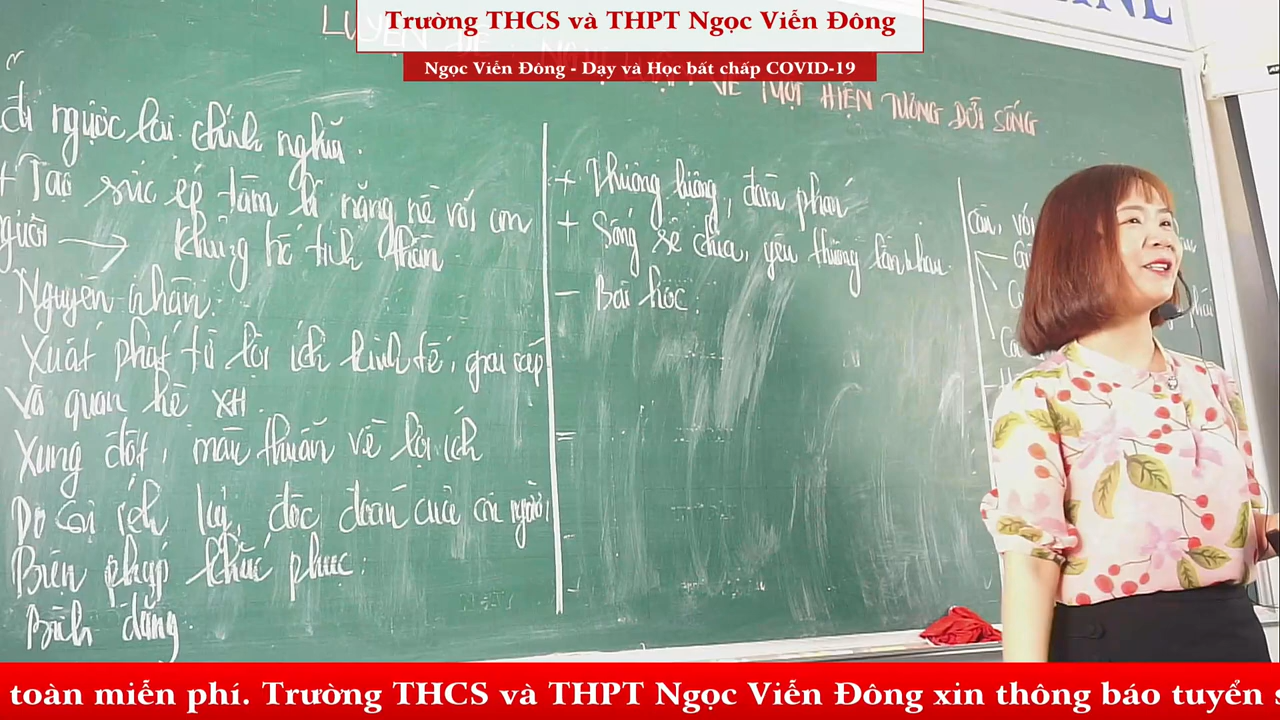 Trường THCS và THPT Ngọc Viễn Đông
Ngọc Viễn Đông - Dạy và Học bất chấp COVID-19
LUYỆN ĐỀ
VỀ MỘT HIỆN TƯỢNG ĐỜI SỐNG
đi ngược lại chính nghĩa.
+ Tạo sức ép tâm lí nặng nề với con
người → khủng bố tinh thần.
Nguyên nhân.
Xuất phát từ lợi ích kinh tế, giai cấp
và quan hệ XH.
Xung đột, mâu thuẫn về lợi ích
Do cái ích kỷ, độc đoán của con người,
Biện pháp khắc phục:
Bình đẳng.
+ Thương lượng, đàm phán
+ Sống sẻ chia, yêu thương lẫn nhau.
- Bài học:
toàn miễn phí. Trường THCS và THPT Ngọc Viễn Đông xin thông báo tuyển